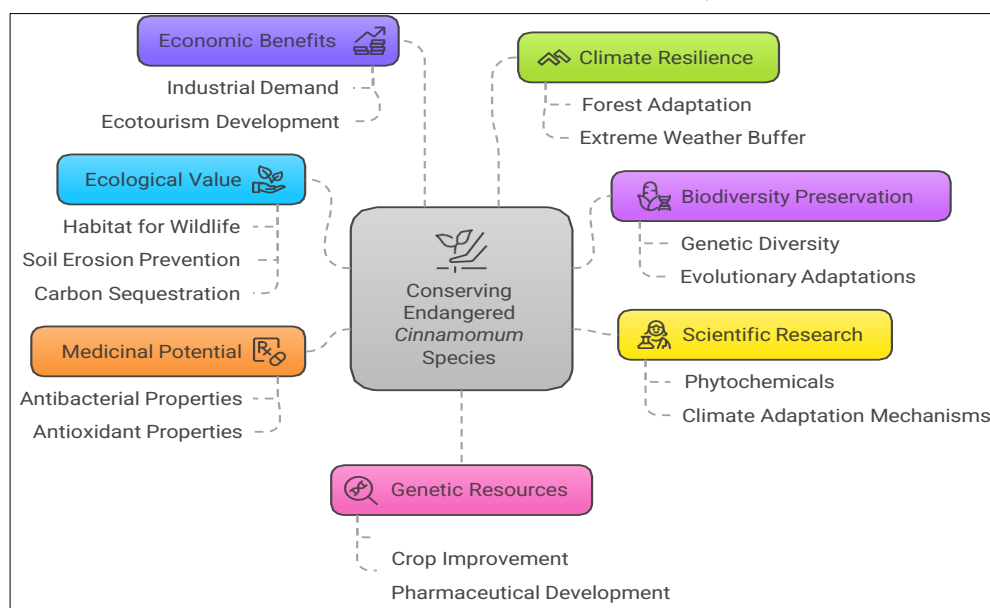 Economic Benefits
Industrial Demand
Ecotourism Development
Climate Resilience
Forest Adaptation
Extreme Weather Buffer
Ecological Value
Habitat for Wildlife
Soil Erosion Prevention
Carbon Sequestration
Biodiversity Preservation
Genetic Diversity
Evolutionary Adaptations
Conserving
Endangered
Cinnamomum
Species
Medicinal Potential
Rx
Antibacterial Properties
Antioxidant Properties
Scientific Research
Phytochemicals
Climate Adaptation Mechanisms
Genetic Resources
Crop Improvement
Pharmaceutical Development